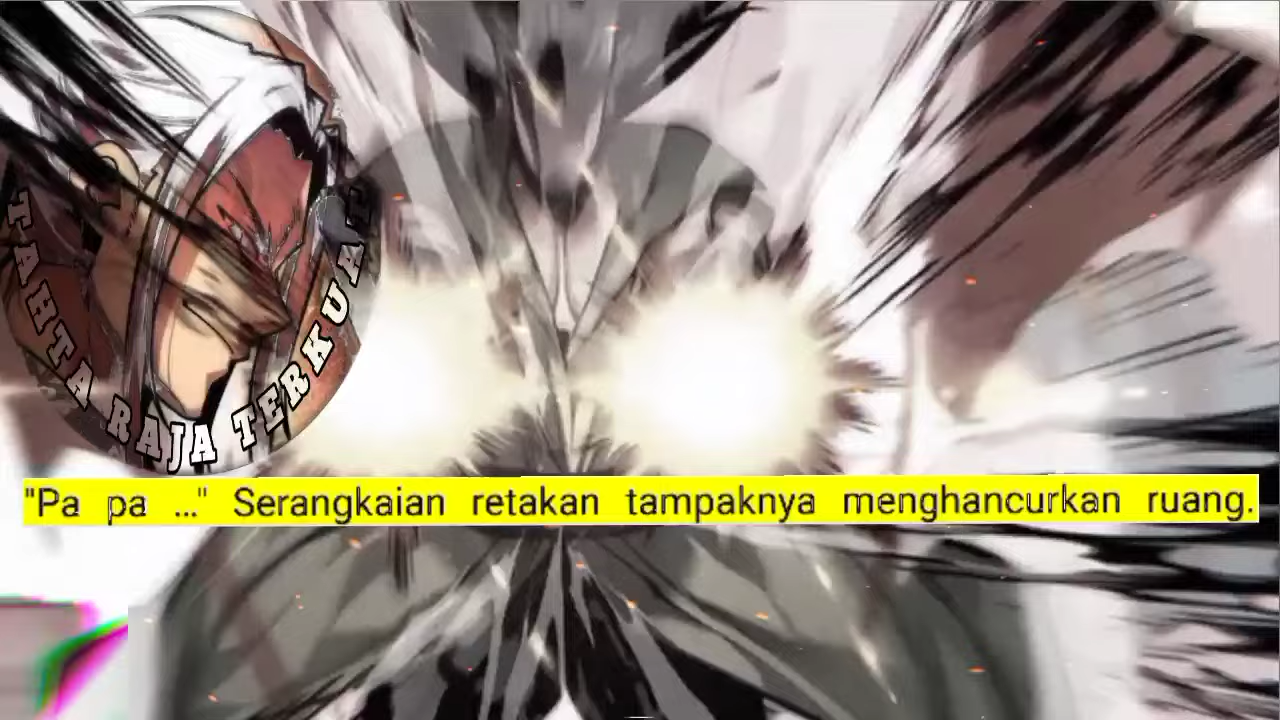 TAHTA RAJA TERKUAT
"Pa pa ..." Serangkaian retakan tampaknya menghancurkan ruang.